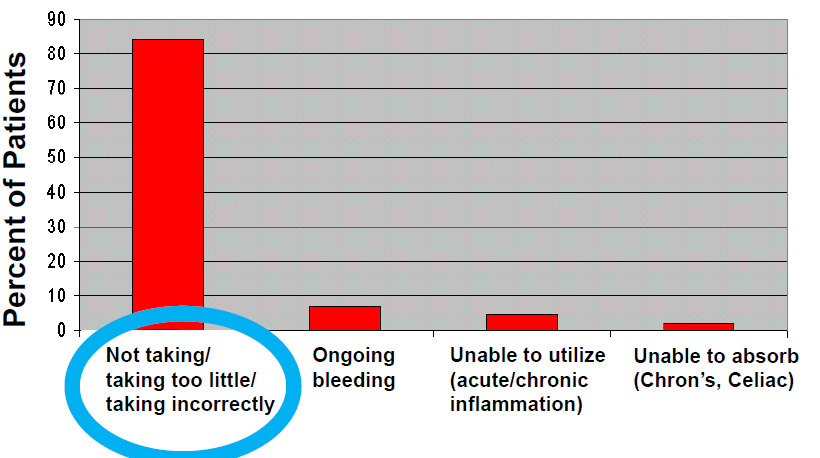 Percent of Patients
90
80
70
60
50
40
30
20
10
0
Not taking/
taking too little/
taking incorrectly
Ongoing
bleeding
Unable to utilize
(acute/chronic
inflammation)
Unable to absorb
(Chron's, Celiac)